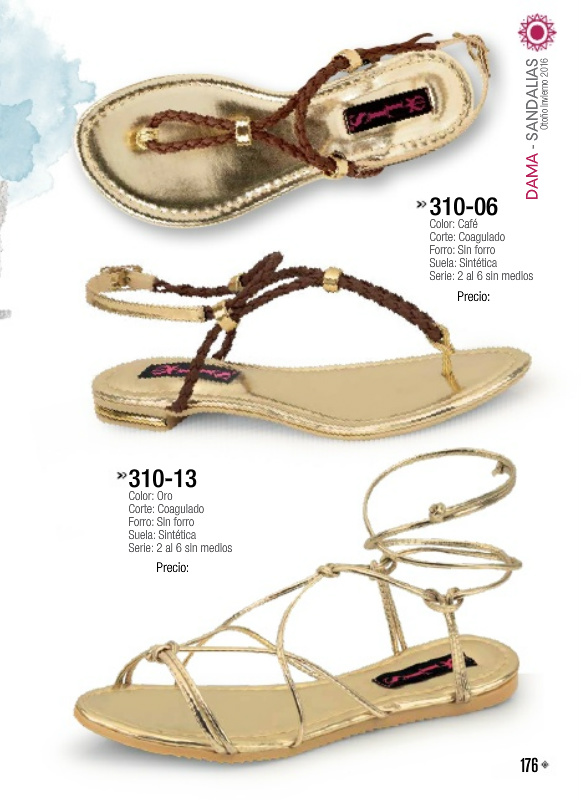 DAMA - SANDALIAS
Otoño Invierno 2016
310-06
Color: Café
Corte: Coagulado
Forro: Sin forro
Suela: Sintética
Serie: 2 al 6 sin medios
Precio:
310-13
Color: Oro
Corte: Coagulado
Forro: Sin forro
Suela: Sintética
Serie: 2 al 6 sin medios
Precio:
176